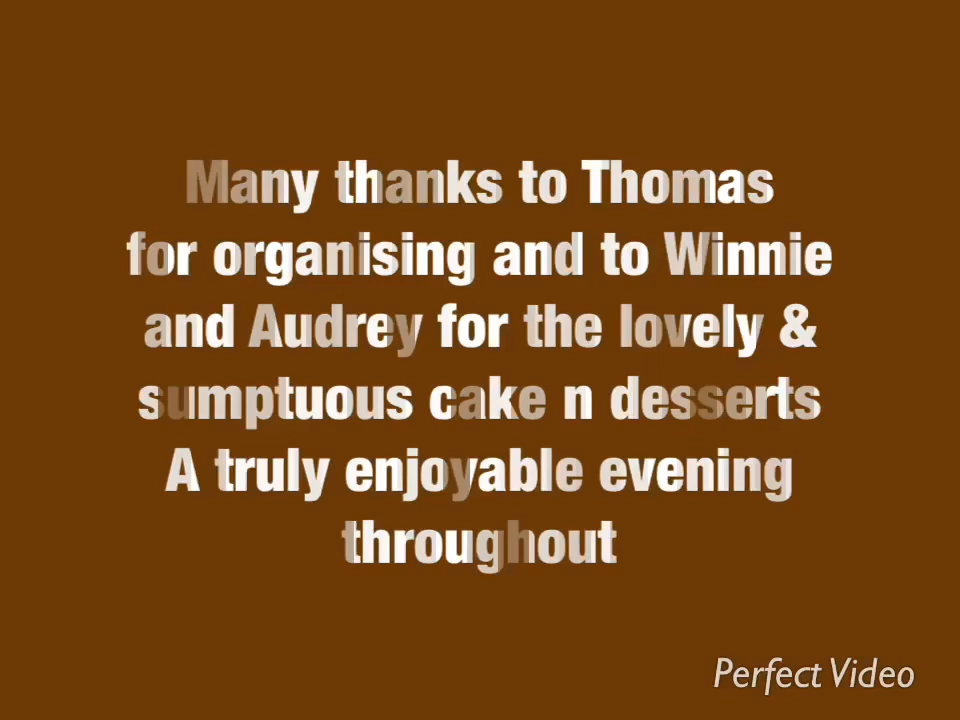 Many thanks to Thomas
for organising and to Winnie
and Audrey for the lovely &
sumptuous cake n desserts
A truly enjoyable evening
throughout
Perfect Video